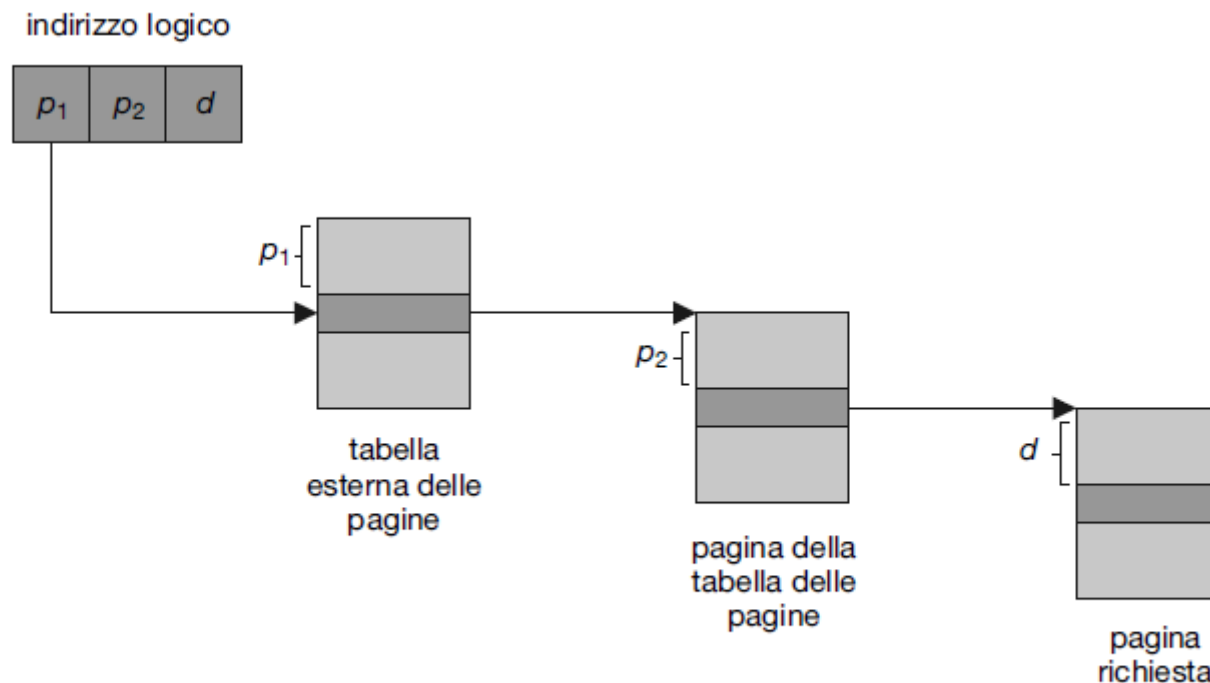 indirizzo logico
p1 p2 d
p1
tabella
esterna delle
pagine
p2
pagina della
tabella delle
pagine
d
pagina
richiesta